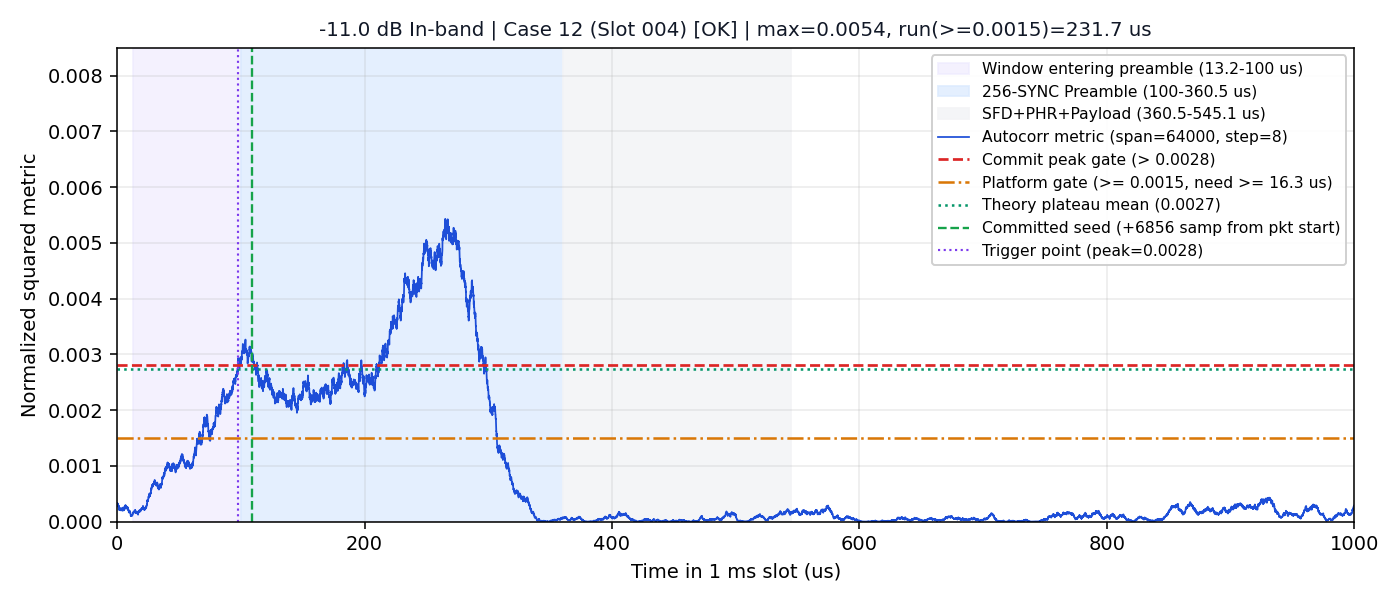 -11.0 dB In-band | Case 12 (Slot 004) [OK] | max=0.0054, run(>=0.0015)=231.7 us
Normalized squared metric
0.008
0.007
0.006
0.005
0.004
0.003
0.002
0.001
0.000
Window entering preamble (13.2-100 us)
256-SYNC Preamble (100-360.5 us)
SFD+PHR+Payload (360.5-545.1 us)
Autocorr metric (span=64000, step=8)
Commit peak gate (> 0.0028)
Platform gate (>= 0.0015, need >= 16.3 us)
Theory plateau mean (0.0027)
Committed seed (+6856 samp from pkt start)
Trigger point (peak=0.0028)
0 200 400 600 800 1000
Time in 1 ms slot (us)